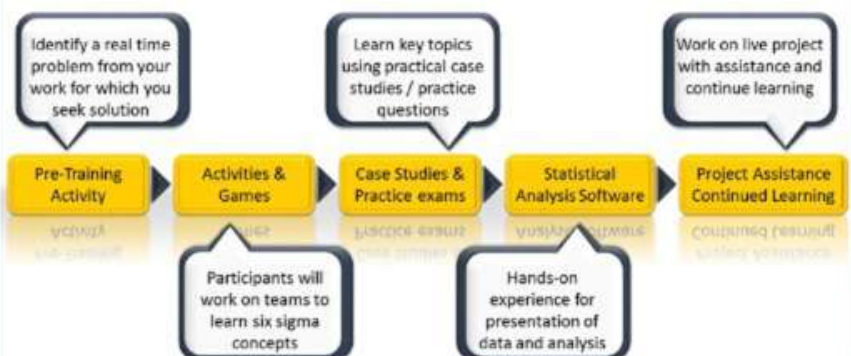 Identify a real time
problem from your
work for which you
seek solution
Learn key topics
using practical case
studies / practice
questions
Work on live project
with assistance and
continue learning
Pre-Training
Activity
Activities &
Games
Case Studies &
Practice exams
Statistical
Analysis Software
Project Assistance
Continued Learning
Participants will
work on teams to
learn six sigma
concepts
Hands-on
experience for
presentation of
data and analysis